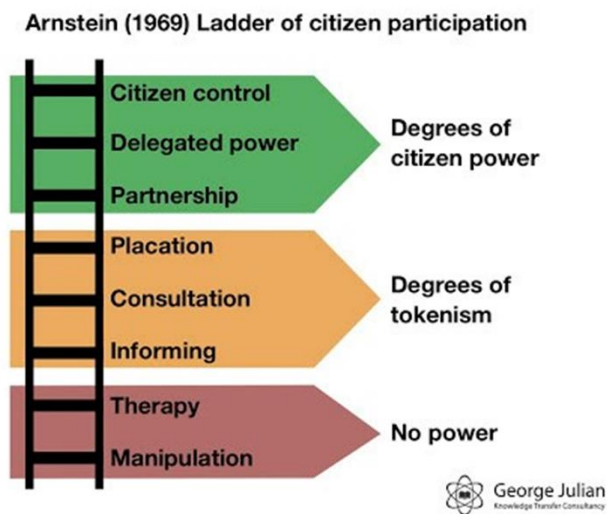 Arnstein (1969) Ladder of citizen participation
Citizen control
Delegated power
Partnership
Degrees of
citizen power
Placation
Consultation
Informing
Degrees of
tokenism
Therapy
Manipulation
No power
George Julian
Knowledge Transfer Consultancy